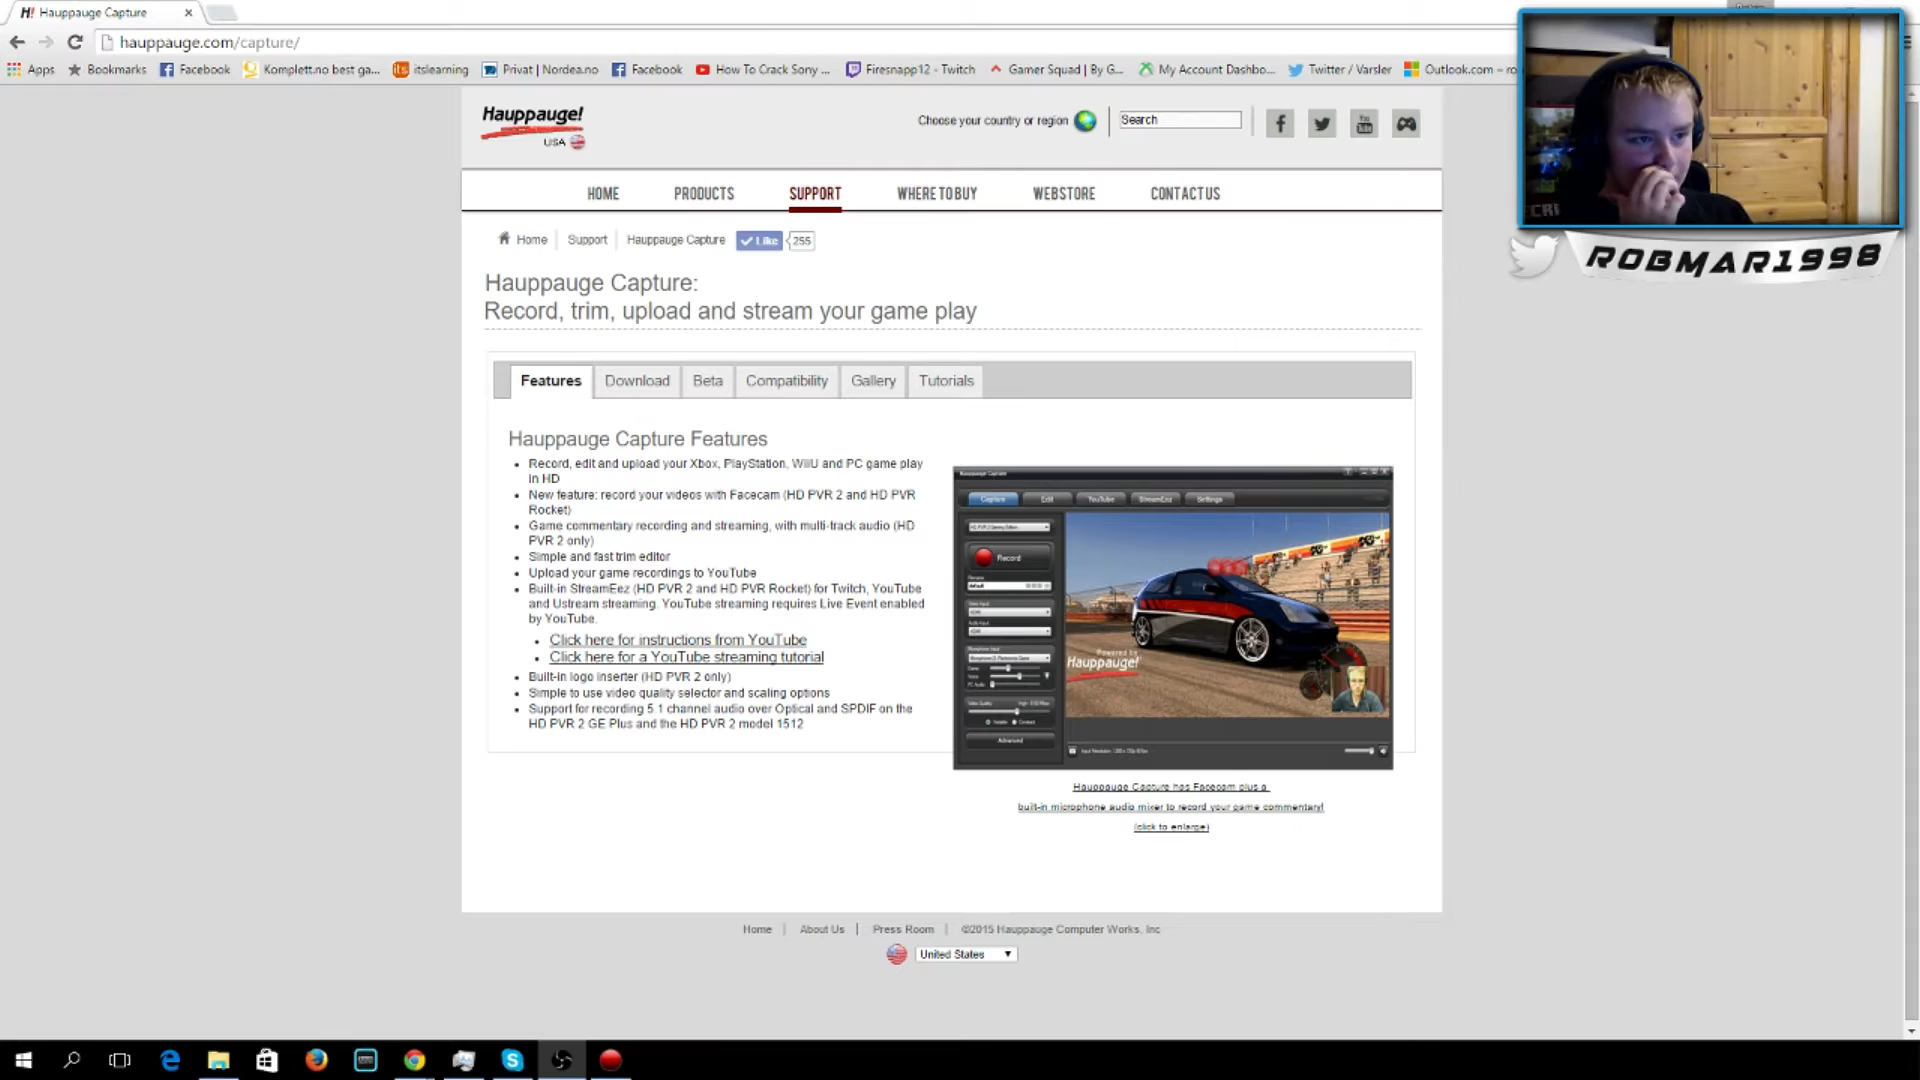 Hauppauge Capture
hauppauge.com/capture/
Apps Bookmarks Facebook Komplett.no best ga... itslearning Privat | Nordea.no Facebook How To Crack Sony ... Firesnapp12 - Twitch Gamer Squad | By G... My Account Dashbo... Twitter / Varsler Outlook.com – ro
Hauppauge!
USA
Choose your country or region
Search
HOME PRODUCTS SUPPORT WHERE TO BUY WEBSTORE CONTACT US
Home Support Hauppauge Capture Like 255
ROBMAR1998
Hauppauge Capture:
Record, trim, upload and stream your game play
Features Download Beta Compatibility Gallery Tutorials
Hauppauge Capture Features
Record, edit and upload your Xbox, PlayStation, WiiU and PC game play
in HD
New feature: record your videos with Facecam (HD PVR 2 and HD PVR
Rocket)
Game commentary recording and streaming, with multi-track audio (HD
PVR 2 only)
Simple and fast trim editor
Upload your game recordings to YouTube
Built-in StreamEez (HD PVR 2 and HD PVR Rocket) for Twitch, YouTube
and Ustream streaming. YouTube streaming requires Live Event enabled
by YouTube.
Click here for instructions from YouTube
Click here for a YouTube streaming tutorial
Built-in logo inserter (HD PVR 2 only)
Simple to use video quality selector and scaling options
Support for recording 5.1 channel audio over Optical and SPDIF on the
HD PVR 2 GE Plus and the HD PVR 2 model 1512
Hauppauge Capture
Capture Edit YouTube StreamEez Settings
Record
Powered by
Hauppauge!
Advanced
Hauppauge Capture has Facecam plus a
built-in microphone audio mixer to record your game commentary!
(click to enlarge)
Home About Us Press Room ©2015 Hauppauge Computer Works, Inc
United States